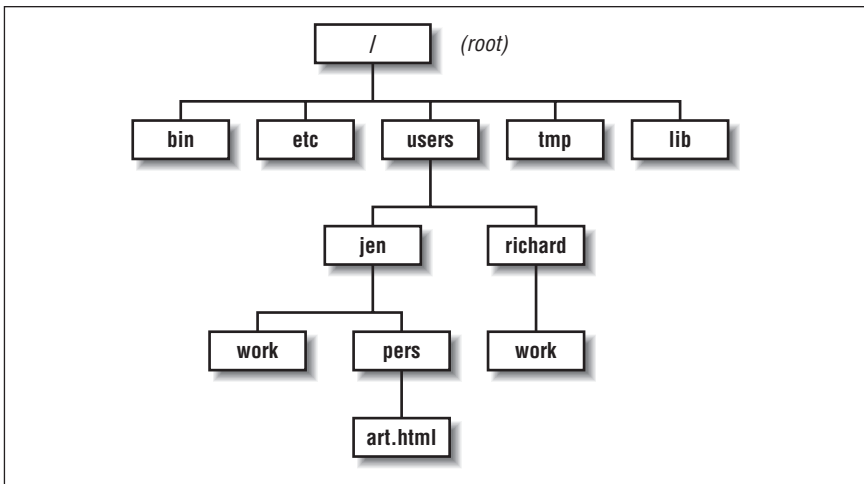 /
(root)
bin
etc
users
tmp
lib
jen
richard
work
pers
work
art.html